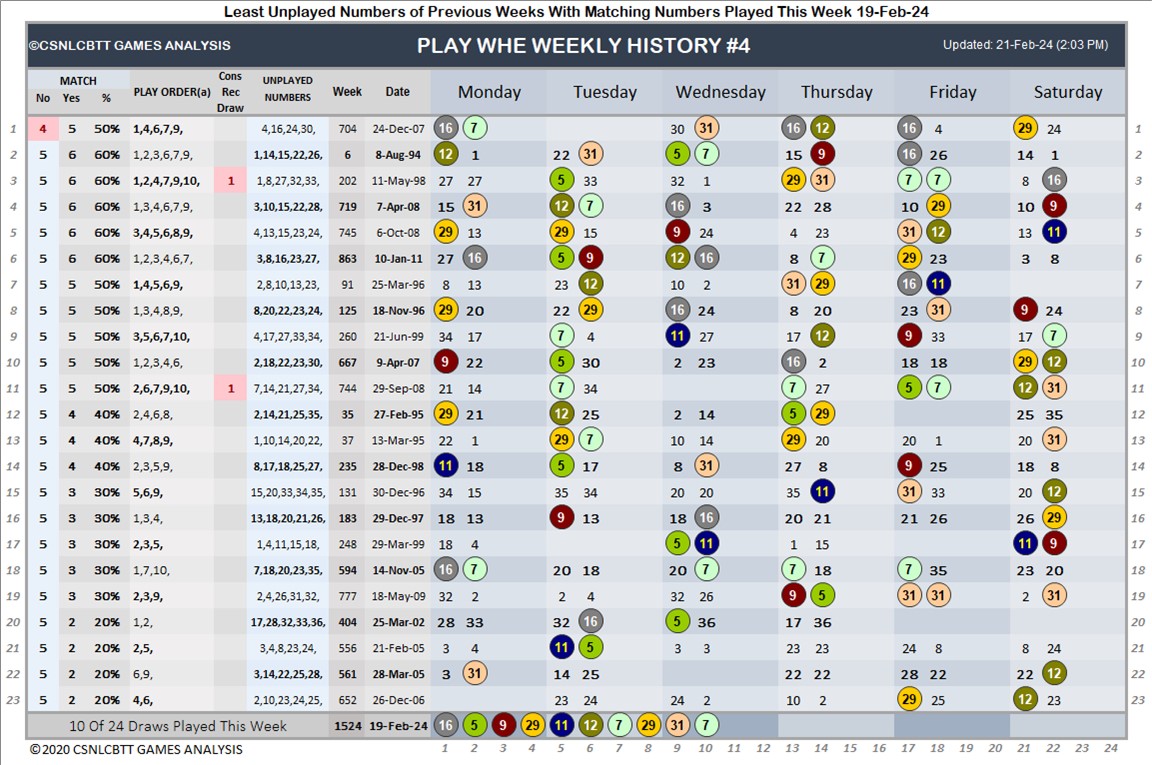 Least Unplayed Numbers of Previous Weeks With Matching Numbers Played This Week 19-Feb-24
©CSNLCBTT GAMES ANALYSIS PLAY WHE WEEKLY HISTORY #4 Updated: 21-Feb-24 (2:03 PM)
MATCH PLAY ORDER(a) Cons Rec Draw UNPLAYED NUMBERS Week Date Monday Tuesday Wednesday Thursday Friday Saturday
No Yes %
1 4 5 50% 1,4,6,7,9, 4,16,24,30, 704 24-Dec-07 16 7 30 31 16 12 16 4 29 24 1
2 5 6 60% 1,2,3,6,7,9, 1,14,15,22,26, 6 8-Aug-94 12 1 22 31 5 7 15 9 16 26 14 1 2
3 5 6 60% 1,2,4,7,9,10, 1 1,8,27,32,33, 202 11-May-98 27 27 5 33 32 1 29 31 7 7 8 16 3
4 5 6 60% 1,3,4,6,7,9, 3,10,15,22,28, 719 7-Apr-08 15 31 12 7 16 3 22 28 10 29 10 9 4
5 5 6 60% 3,4,5,6,8,9, 4,13,15,23,24, 745 6-Oct-08 29 13 29 15 9 24 4 23 31 12 13 11 5
6 5 6 60% 1,2,3,4,6,7, 3,8,16,23,27, 863 10-Jan-11 27 16 5 9 12 16 8 7 29 23 3 8 6
7 5 5 50% 1,4,5,6,9, 2,8,10,13,23, 91 25-Mar-96 8 13 23 12 10 2 31 29 16 11 7
8 5 5 50% 1,3,4,8,9, 8,20,22,23,24, 125 18-Nov-96 29 20 22 29 16 24 8 20 23 31 9 24 8
9 5 5 50% 3,5,6,7,10, 4,17,27,33,34, 260 21-Jun-99 34 17 7 4 11 27 17 12 9 33 17 7 9
10 5 5 50% 1,2,3,4,6, 2,18,22,23,30, 667 9-Apr-07 9 22 5 30 2 23 16 2 18 18 29 12 10
11 5 5 50% 2,6,7,9,10, 1 7,14,21,27,34, 744 29-Sep-08 21 14 7 34 7 27 5 7 12 31 11
12 5 4 40% 2,4,6,8, 2,14,21,25,35, 35 27-Feb-95 29 21 12 25 2 14 5 29 25 35 12
13 5 4 40% 4,7,8,9, 1,10,14,20,22, 37 13-Mar-95 22 1 29 7 10 14 29 20 20 1 20 31 13
14 5 4 40% 2,3,5,9, 8,17,18,25,27, 235 28-Dec-98 11 18 5 17 8 31 27 8 9 25 18 8 14
15 5 3 30% 5,6,9, 15,20,33,34,35, 131 30-Dec-96 34 15 35 34 20 20 35 11 31 33 20 12 15
16 5 3 30% 1,3,4, 13,18,20,21,26, 183 29-Dec-97 18 13 9 13 18 16 20 21 21 26 26 29 16
17 5 3 30% 2,3,5, 1,4,11,15,18, 248 29-Mar-99 18 4 5 11 1 15 11 9 17
18 5 3 30% 1,7,10, 7,18,20,23,35, 594 14-Nov-05 16 7 20 18 20 7 7 18 7 35 23 20 18
19 5 3 30% 2,3,9, 2,4,26,31,32, 777 18-May-09 32 2 2 4 32 26 9 5 31 31 2 31 19
20 5 2 20% 1,2, 17,28,32,33,36, 404 25-Mar-02 28 33 32 16 5 36 17 36 20
21 5 2 20% 2,5, 3,4,8,23,24, 556 21-Feb-05 3 4 11 5 3 3 23 23 24 8 8 24 21
22 5 2 20% 6,9, 3,14,22,25,28, 561 28-Mar-05 3 31 14 25 22 22 28 22 22 12 22
23 5 2 20% 4,6, 2,10,23,24,25, 652 26-Dec-06 23 24 24 2 10 2 29 25 12 23 23
10 Of 24 Draws Played This Week 1524 19-Feb-24 16 5 9 29 11 12 7 29 31 7
©2020 CSNLCBTT GAMES ANALYSIS 1 2 3 4 5 6 7 8 9 10 11 12 13 14 15 16 17 18 19 20 21 22 23 24